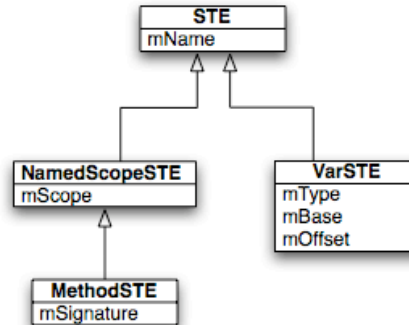 STE
mName
NamedScopeSTE
mScope
VarSTE
mType
mBase
mOffset
MethodSTE
mSignature